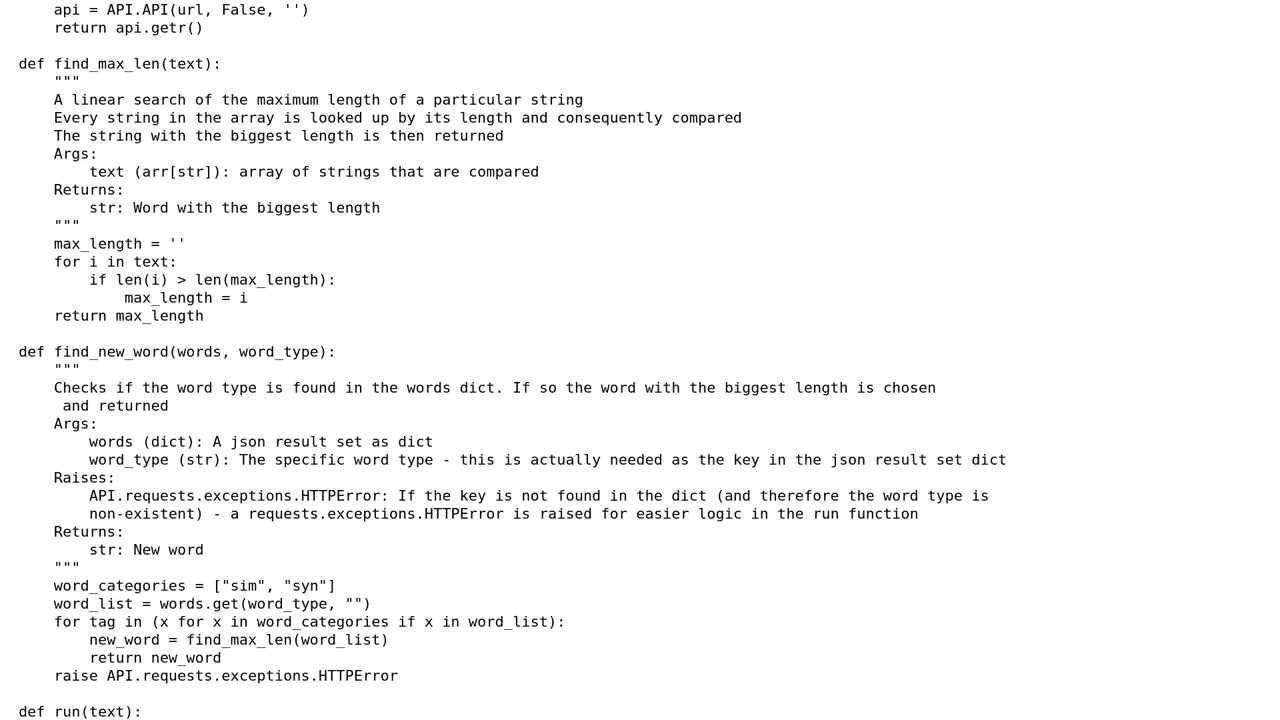 api = API.API(url, False, '')
    return api.getr()

def find_max_len(text):
    """
    A linear search of the maximum length of a particular string
    Every string in the array is looked up by its length and consequently compared
    The string with the biggest length is then returned
    Args:
        text (arr[str]): array of strings that are compared
    Returns:
        str: Word with the biggest length
    """
    max_length = ''
    for i in text:
        if len(i) > len(max_length):
            max_length = i
    return max_length

def find_new_word(words, word_type):
    """
    Checks if the word type is found in the words dict. If so the word with the biggest length is chosen
     and returned
    Args:
        words (dict): A json result set as dict
        word_type (str): The specific word type - this is actually needed as the key in the json result set dict
    Raises:
        API.requests.exceptions.HTTPError: If the key is not found in the dict (and therefore the word type is
        non-existent) - a requests.exceptions.HTTPError is raised for easier logic in the run function
    Returns:
        str: New word
    """
    word_categories = ["sim", "syn"]
    word_list = words.get(word_type, "")
    for tag in (x for x in word_categories if x in word_list):
        new_word = find_max_len(word_list)
        return new_word
    raise API.requests.exceptions.HTTPError

def run(text):